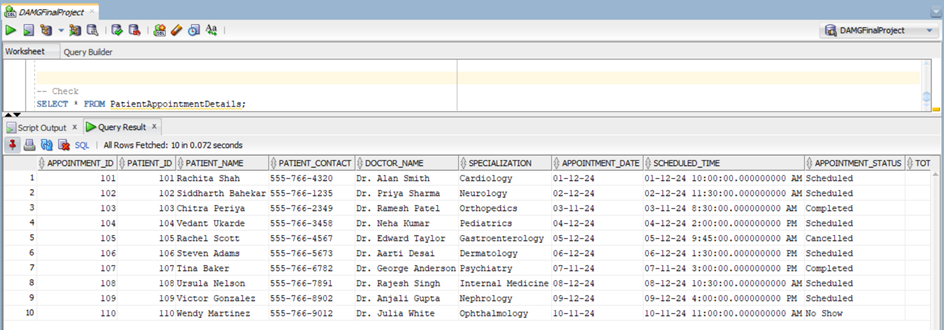 DAMGFinalProject
DAMGFinalProject
Worksheet Query Builder
-- Check
SELECT * FROM PatientAppointmentDetails;
Script Output x Query Result x
SQL | All Rows Fetched: 10 in 0.072 seconds
APPOINTMENT_ID PATIENT_ID PATIENT_NAME PATIENT_CONTACT DOCTOR_NAME SPECIALIZATION APPOINTMENT_DATE SCHEDULED_TIME APPOINTMENT_STATUS TOT
1 101 101 Rachita Shah 555-766-4320 Dr. Alan Smith Cardiology 01-12-24 01-12-24 10:00:00.000000000 AM Scheduled
2 102 102 Siddharth Bahekar 555-766-1235 Dr. Priya Sharma Neurology 02-12-24 02-12-24 11:30:00.000000000 AM Scheduled
3 103 103 Chitra Periya 555-766-2349 Dr. Ramesh Patel Orthopedics 03-11-24 03-11-24 8:30:00.000000000 AM Completed
4 104 104 Vedant Ukarde 555-766-3458 Dr. Neha Kumar Pediatrics 04-12-24 04-12-24 2:00:00.000000000 PM Scheduled
5 105 105 Rachel Scott 555-766-4567 Dr. Edward Taylor Gastroenterology 05-12-24 05-12-24 9:45:00.000000000 AM Cancelled
6 106 106 Steven Adams 555-766-5673 Dr. Aarti Desai Dermatology 06-12-24 06-12-24 1:30:00.000000000 PM Scheduled
7 107 107 Tina Baker 555-766-6782 Dr. George Anderson Psychiatry 07-11-24 07-11-24 3:00:00.000000000 PM Completed
8 108 108 Ursula Nelson 555-766-7891 Dr. Rajesh Singh Internal Medicine 08-12-24 08-12-24 10:30:00.000000000 AM Scheduled
9 109 109 Victor Gonzalez 555-766-8902 Dr. Anjali Gupta Nephrology 09-12-24 09-12-24 4:00:00.000000000 PM Scheduled
10 110 110 Wendy Martinez 555-766-9012 Dr. Julia White Ophthalmology 10-11-24 10-11-24 11:00:00.000000000 AM No Show